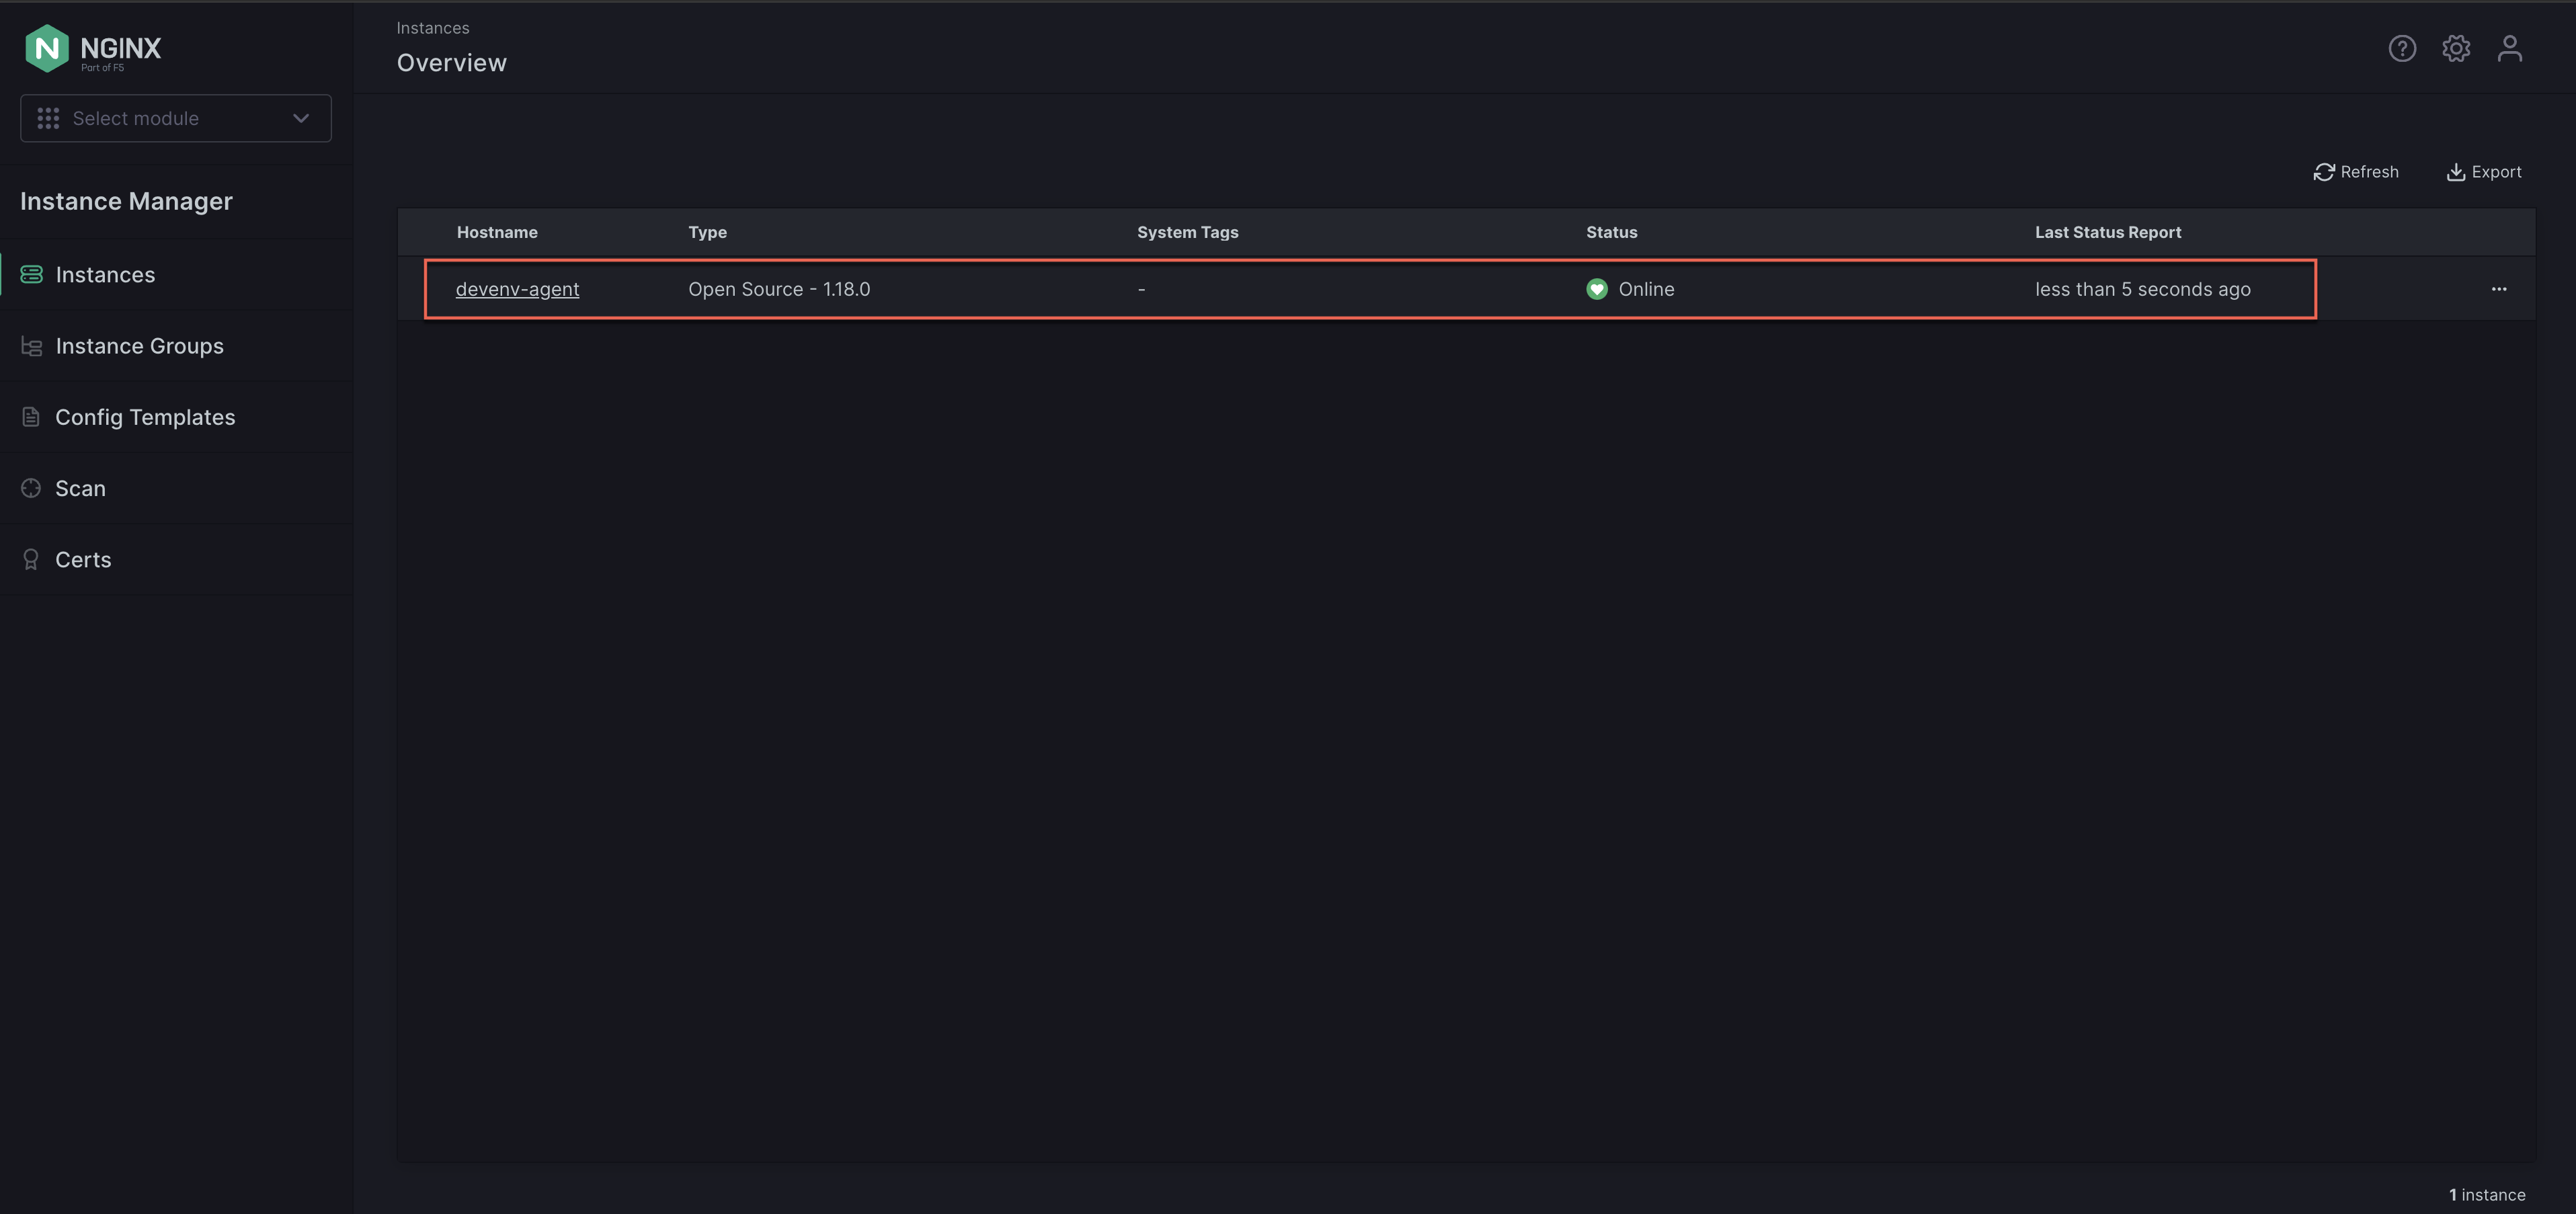 NGINX
Part of F5
Select module
Instance Manager
Instances
Instance Groups
Config Templates
Scan
Certs
Instances
Overview
Refresh Export
Hostname Type System Tags Status Last Status Report
devenv-agent Open Source - 1.18.0 - Online less than 5 seconds ago ...
1 instance